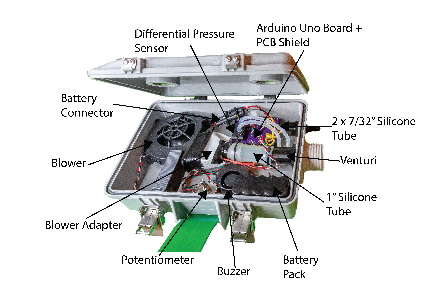 Differential Pressure
Sensor
Arduino Uno Board +
PCB Shield
Battery
Connector
2 x 7/32" Silicone
Tube
Blower
Venturi
1" Silicone
Tube
Blower Adapter
Potentiometer
Buzzer
Battery
Pack